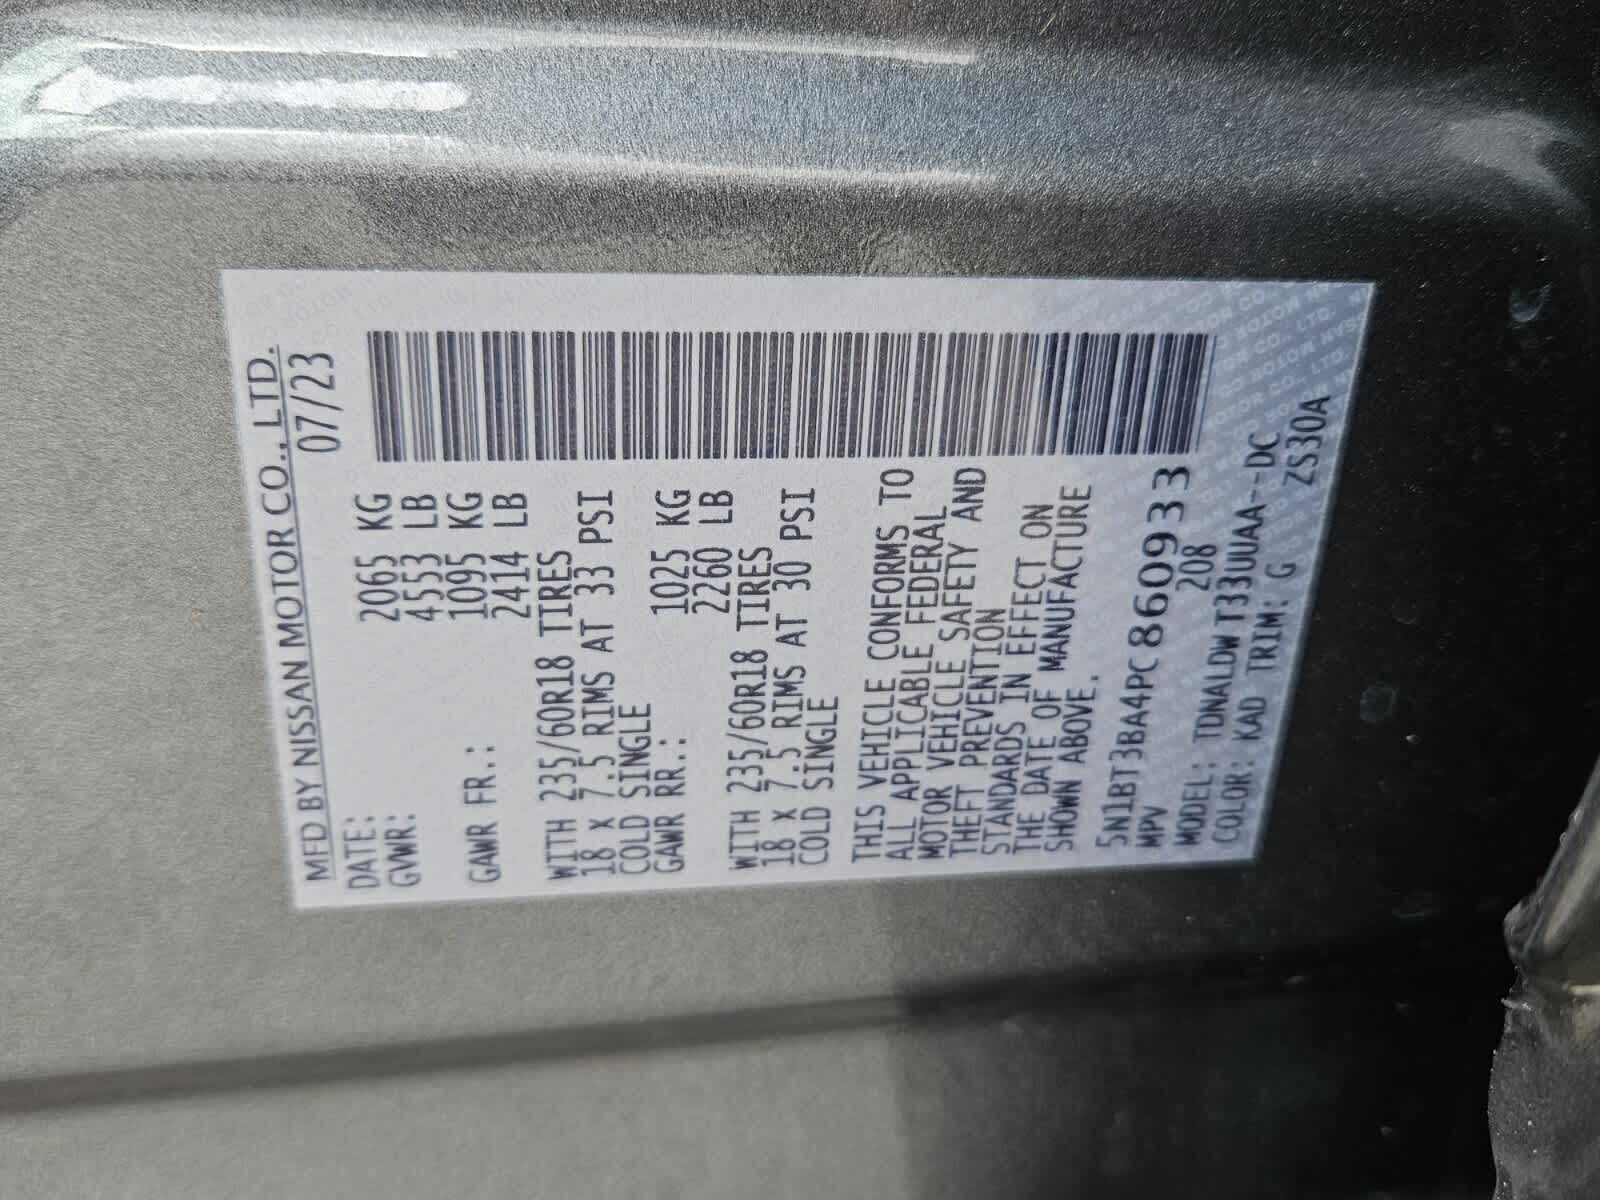 MFD BY NISSAN MOTOR CO., LTD.
DATE: 07/23
GVWR: 2065 KG
4553 LB
GAWR FR.: 1095 KG
2414 LB
WITH 235/60R18 TIRES
18 X 7.5 RIMS AT 33 PSI
COLD SINGLE
GAWR RR.: 1025 KG
2260 LB
WITH 235/60R18 TIRES
18 X 7.5 RIMS AT 30 PSI
COLD SINGLE
THIS VEHICLE CONFORMS TO
ALL APPLICABLE FEDERAL
MOTOR VEHICLE SAFETY AND
THEFT PREVENTION
STANDARDS IN EFFECT ON
THE DATE OF MANUFACTURE
SHOWN ABOVE.
5N1BT3BA4PC860933
MPV 208
MODEL: TDNALDW T33UUAA--DC
COLOR: KAD TRIM: G ZS30A